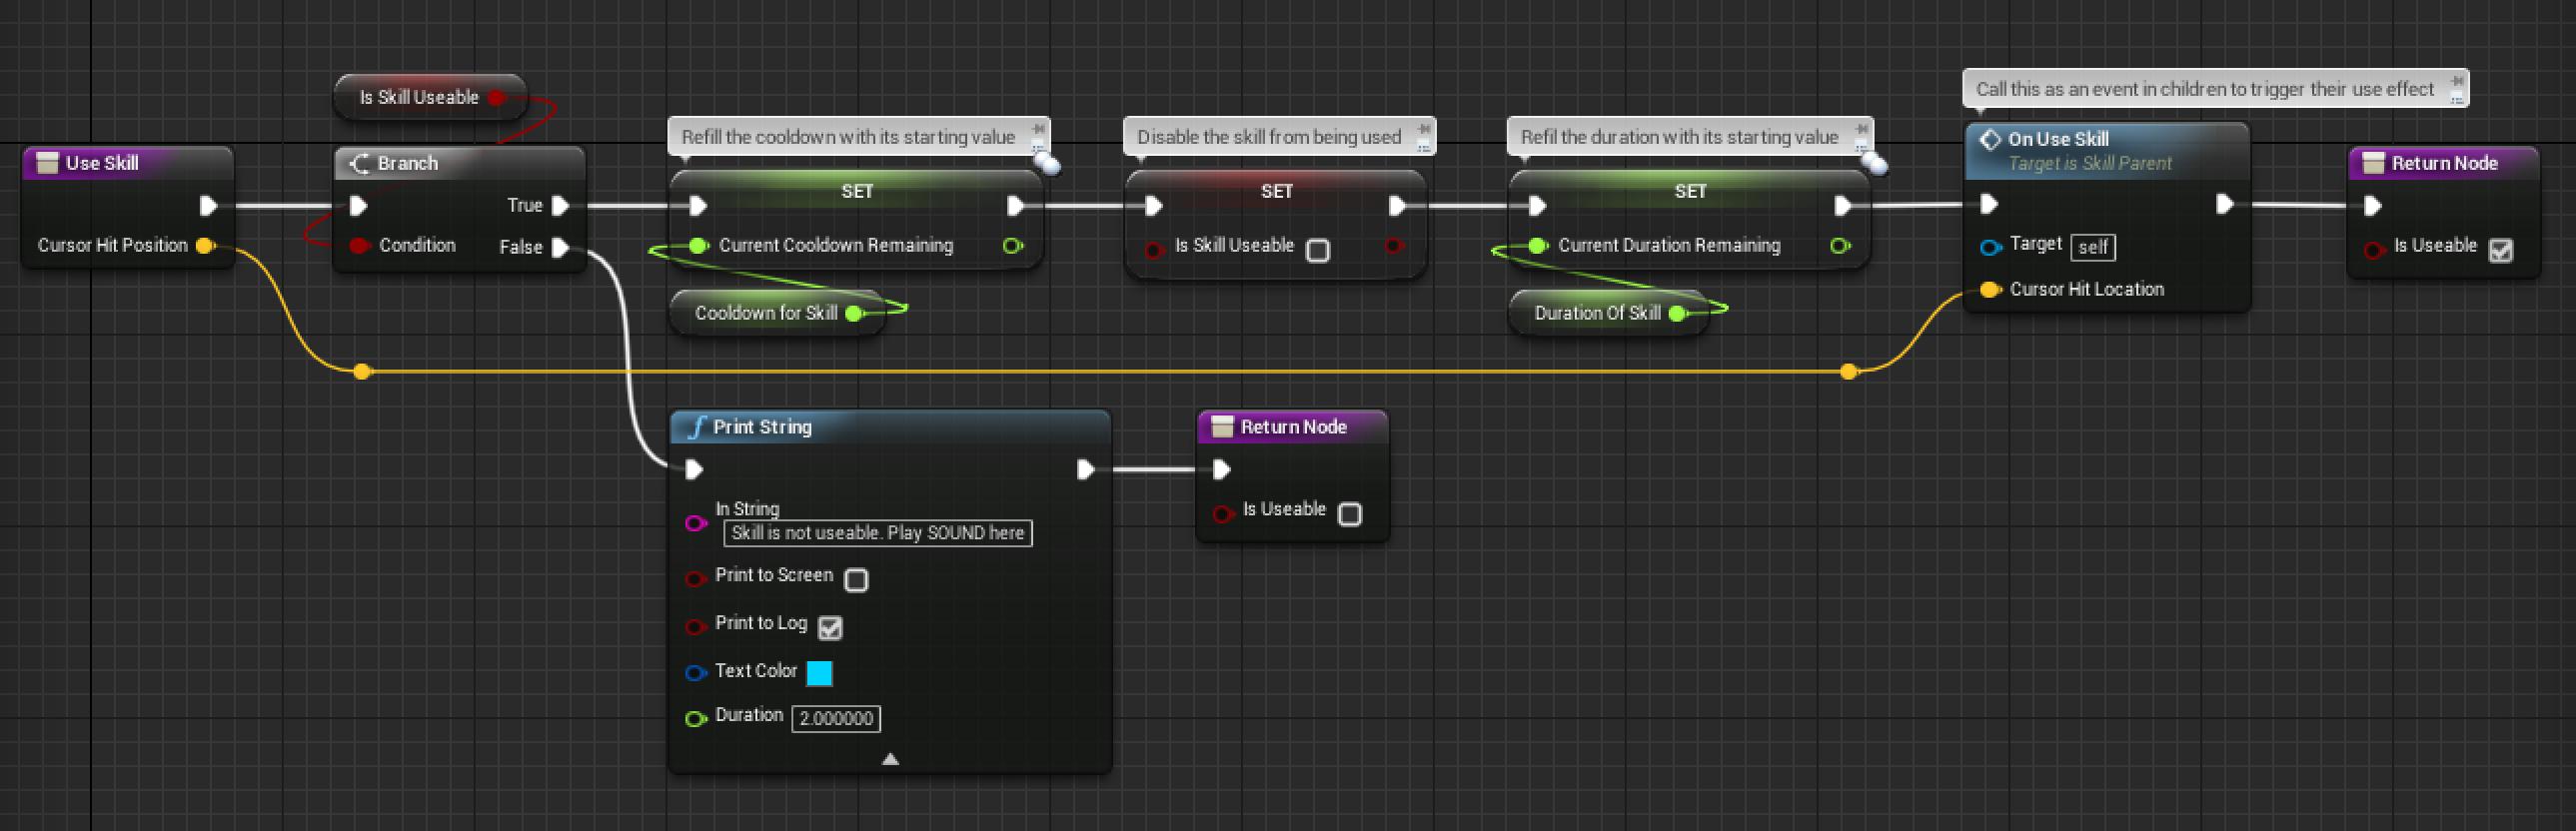 Is Skill Useable
Use Skill
Cursor Hit Position
Branch
True
Condition
False
Refill the cooldown with its starting value
SET
Current Cooldown Remaining
Cooldown for Skill
Disable the skill from being used
SET
Is Skill Useable
Refil the duration with its starting value
SET
Current Duration Remaining
Duration Of Skill
Call this as an event in children to trigger their use effect
On Use Skill
Target is Skill Parent
Target self
Cursor Hit Location
Return Node
Is Useable
Print String
In String
Skill is not useable. Play SOUND here
Print to Screen
Print to Log
Text Color
Duration 2.000000
Return Node
Is Useable